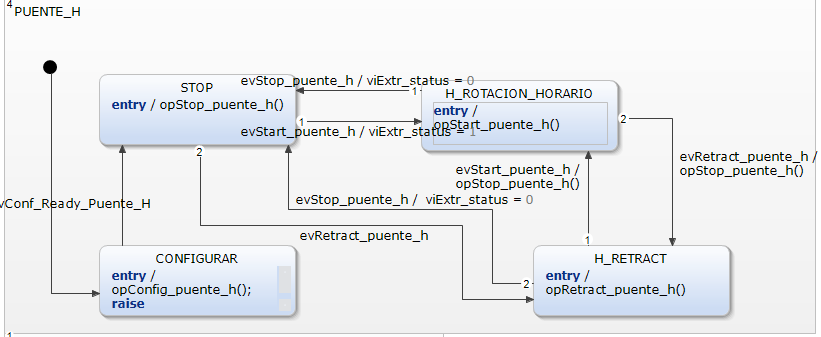 4
PUENTE_H
STOP
entry / opStop_puente_h()
evStop_puente_h / viExtr_status = 0
1
H_ROTACION_HORARIO
entry /
opStart_puente_h()
1
evStart_puente_h / viExtr_status = 1
2
2
evStart_puente_h /
opStop_puente_h()
evRetract_puente_h /
opStop_puente_h()
vConf_Ready_Puente_H
evStop_puente_h / viExtr_status = 0
evRetract_puente_h
1
CONFIGURAR
entry /
opConfig_puente_h();
raise
H_RETRACT
entry /
opRetract_puente_h()
2
1